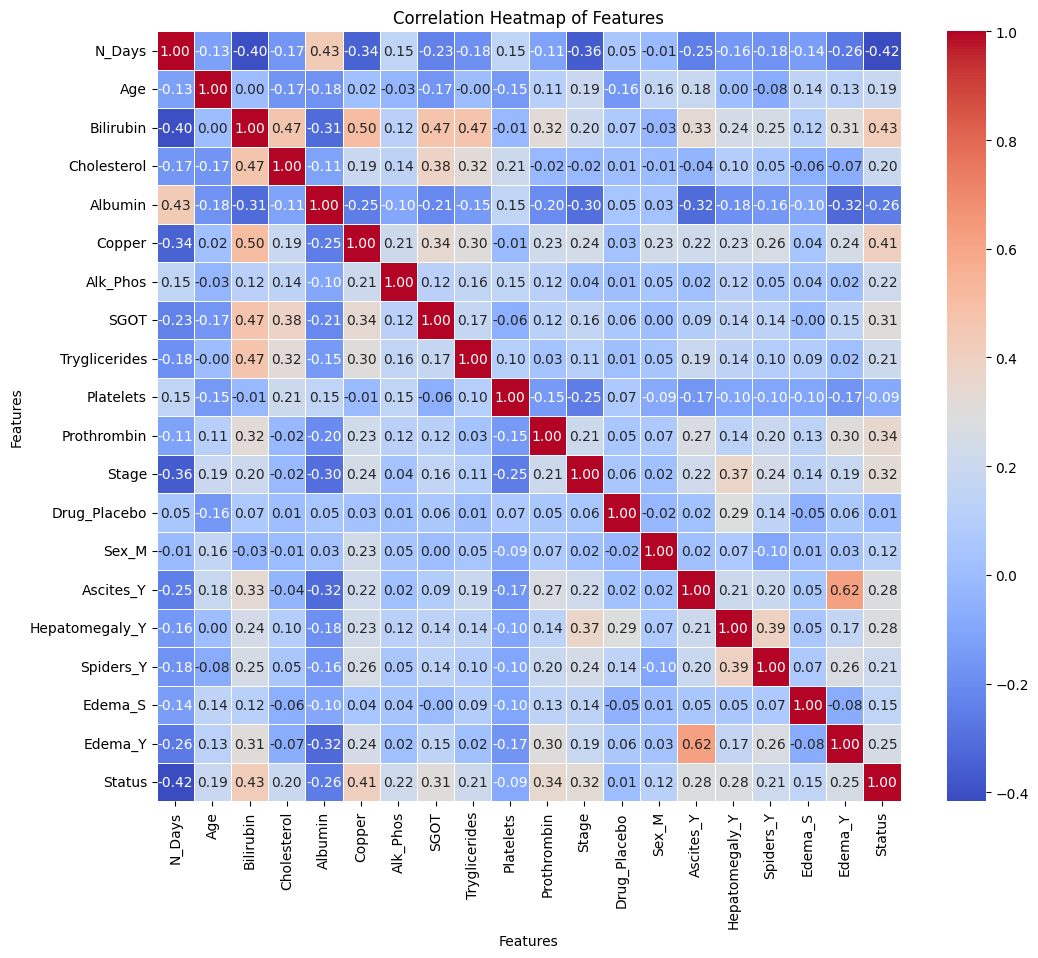 Correlation Heatmap of Features
N_Days 1.00 -0.13 -0.40 -0.17 0.43 -0.34 0.15 -0.23 -0.18 0.15 -0.11 -0.36 0.05 -0.01 -0.25 -0.16 -0.18 -0.14 -0.26 -0.42
Age -0.13 1.00 0.00 -0.17 -0.18 0.02 -0.03 -0.17 -0.00 -0.15 0.11 0.19 -0.16 0.16 0.18 0.00 -0.08 0.14 0.13 0.19
Bilirubin -0.40 0.00 1.00 0.47 -0.31 0.50 0.12 0.47 0.47 -0.01 0.32 0.20 0.07 -0.03 0.33 0.24 0.25 0.12 0.31 0.43
Cholesterol -0.17 -0.17 0.47 1.00 -0.11 0.19 0.14 0.38 0.32 0.21 -0.02 -0.02 0.01 -0.01 -0.04 0.10 0.05 -0.06 -0.07 0.20
Albumin 0.43 -0.18 -0.31 -0.11 1.00 -0.25 -0.10 -0.21 -0.15 0.15 -0.20 -0.30 0.05 0.03 -0.32 -0.18 -0.16 -0.10 -0.32 -0.26
Copper -0.34 0.02 0.50 0.19 -0.25 1.00 0.21 0.34 0.30 -0.01 0.23 0.24 0.03 0.23 0.22 0.23 0.26 0.04 0.24 0.41
Alk_Phos 0.15 -0.03 0.12 0.14 -0.10 0.21 1.00 0.12 0.16 0.15 0.12 0.04 0.01 0.05 0.02 0.12 0.05 0.04 0.02 0.22
SGOT -0.23 -0.17 0.47 0.38 -0.21 0.34 0.12 1.00 0.17 -0.06 0.12 0.16 0.06 0.00 0.09 0.14 0.14 -0.00 0.15 0.31
Tryglicerides -0.18 -0.00 0.47 0.32 -0.15 0.30 0.16 0.17 1.00 0.10 0.03 0.11 0.01 0.05 0.19 0.14 0.10 0.09 0.02 0.21
Platelets 0.15 -0.15 -0.01 0.21 0.15 -0.01 0.15 -0.06 0.10 1.00 -0.15 -0.25 0.07 -0.09 -0.17 -0.10 -0.10 -0.10 -0.17 -0.09
Prothrombin -0.11 0.11 0.32 -0.02 -0.20 0.23 0.12 0.12 0.03 -0.15 1.00 0.21 0.05 0.07 0.27 0.14 0.20 0.13 0.30 0.34
Stage -0.36 0.19 0.20 -0.02 -0.30 0.24 0.04 0.16 0.11 -0.25 0.21 1.00 0.06 0.02 0.22 0.37 0.24 0.14 0.19 0.32
Drug_Placebo 0.05 -0.16 0.07 0.01 0.05 0.03 0.01 0.06 0.01 0.07 0.05 0.06 1.00 -0.02 0.02 0.29 0.14 -0.05 0.06 0.01
Sex_M -0.01 0.16 -0.03 -0.01 0.03 0.23 0.05 0.00 0.05 -0.09 0.07 0.02 -0.02 1.00 0.02 0.07 -0.10 0.01 0.03 0.12
Ascites_Y -0.25 0.18 0.33 -0.04 -0.32 0.22 0.02 0.09 0.19 -0.17 0.27 0.22 0.02 0.02 1.00 0.21 0.20 0.05 0.62 0.28
Hepatomegaly_Y -0.16 0.00 0.24 0.10 -0.18 0.23 0.12 0.14 0.14 -0.10 0.14 0.37 0.29 0.07 0.21 1.00 0.39 0.05 0.17 0.28
Spiders_Y -0.18 -0.08 0.25 0.05 -0.16 0.26 0.05 0.14 0.10 -0.10 0.20 0.24 0.14 -0.10 0.20 0.39 1.00 0.07 0.26 0.21
Edema_S -0.14 0.14 0.12 -0.06 -0.10 0.04 0.04 -0.00 0.09 -0.10 0.13 0.14 -0.05 0.01 0.05 0.05 0.07 1.00 -0.08 0.15
Edema_Y -0.26 0.13 0.31 -0.07 -0.32 0.24 0.02 0.15 0.02 -0.17 0.30 0.19 0.06 0.03 0.62 0.17 0.26 -0.08 1.00 0.25
Status -0.42 0.19 0.43 0.20 -0.26 0.41 0.22 0.31 0.21 -0.09 0.34 0.32 0.01 0.12 0.28 0.28 0.21 0.15 0.25 1.00
N_Days Age Bilirubin Cholesterol Albumin Copper Alk_Phos SGOT Tryglicerides Platelets Prothrombin Stage Drug_Placebo Sex_M Ascites_Y Hepatomegaly_Y Spiders_Y Edema_S Edema_Y Status
Features
Features
1.0
0.8
0.6
0.4
0.2
0.0
−0.2
−0.4